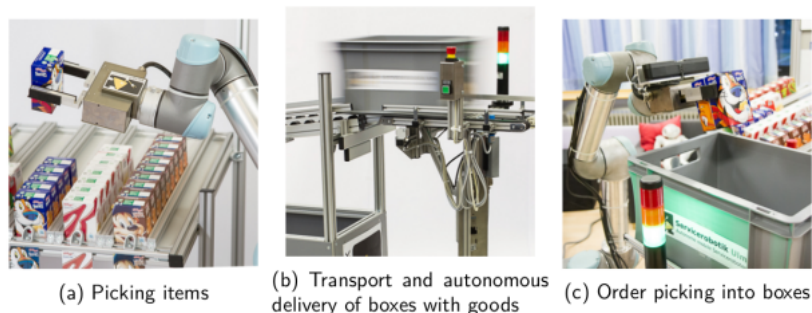 Servicerobotik Ulm
(a) Picking items
(b) Transport and autonomous
delivery of boxes with goods
(c) Order picking into boxes